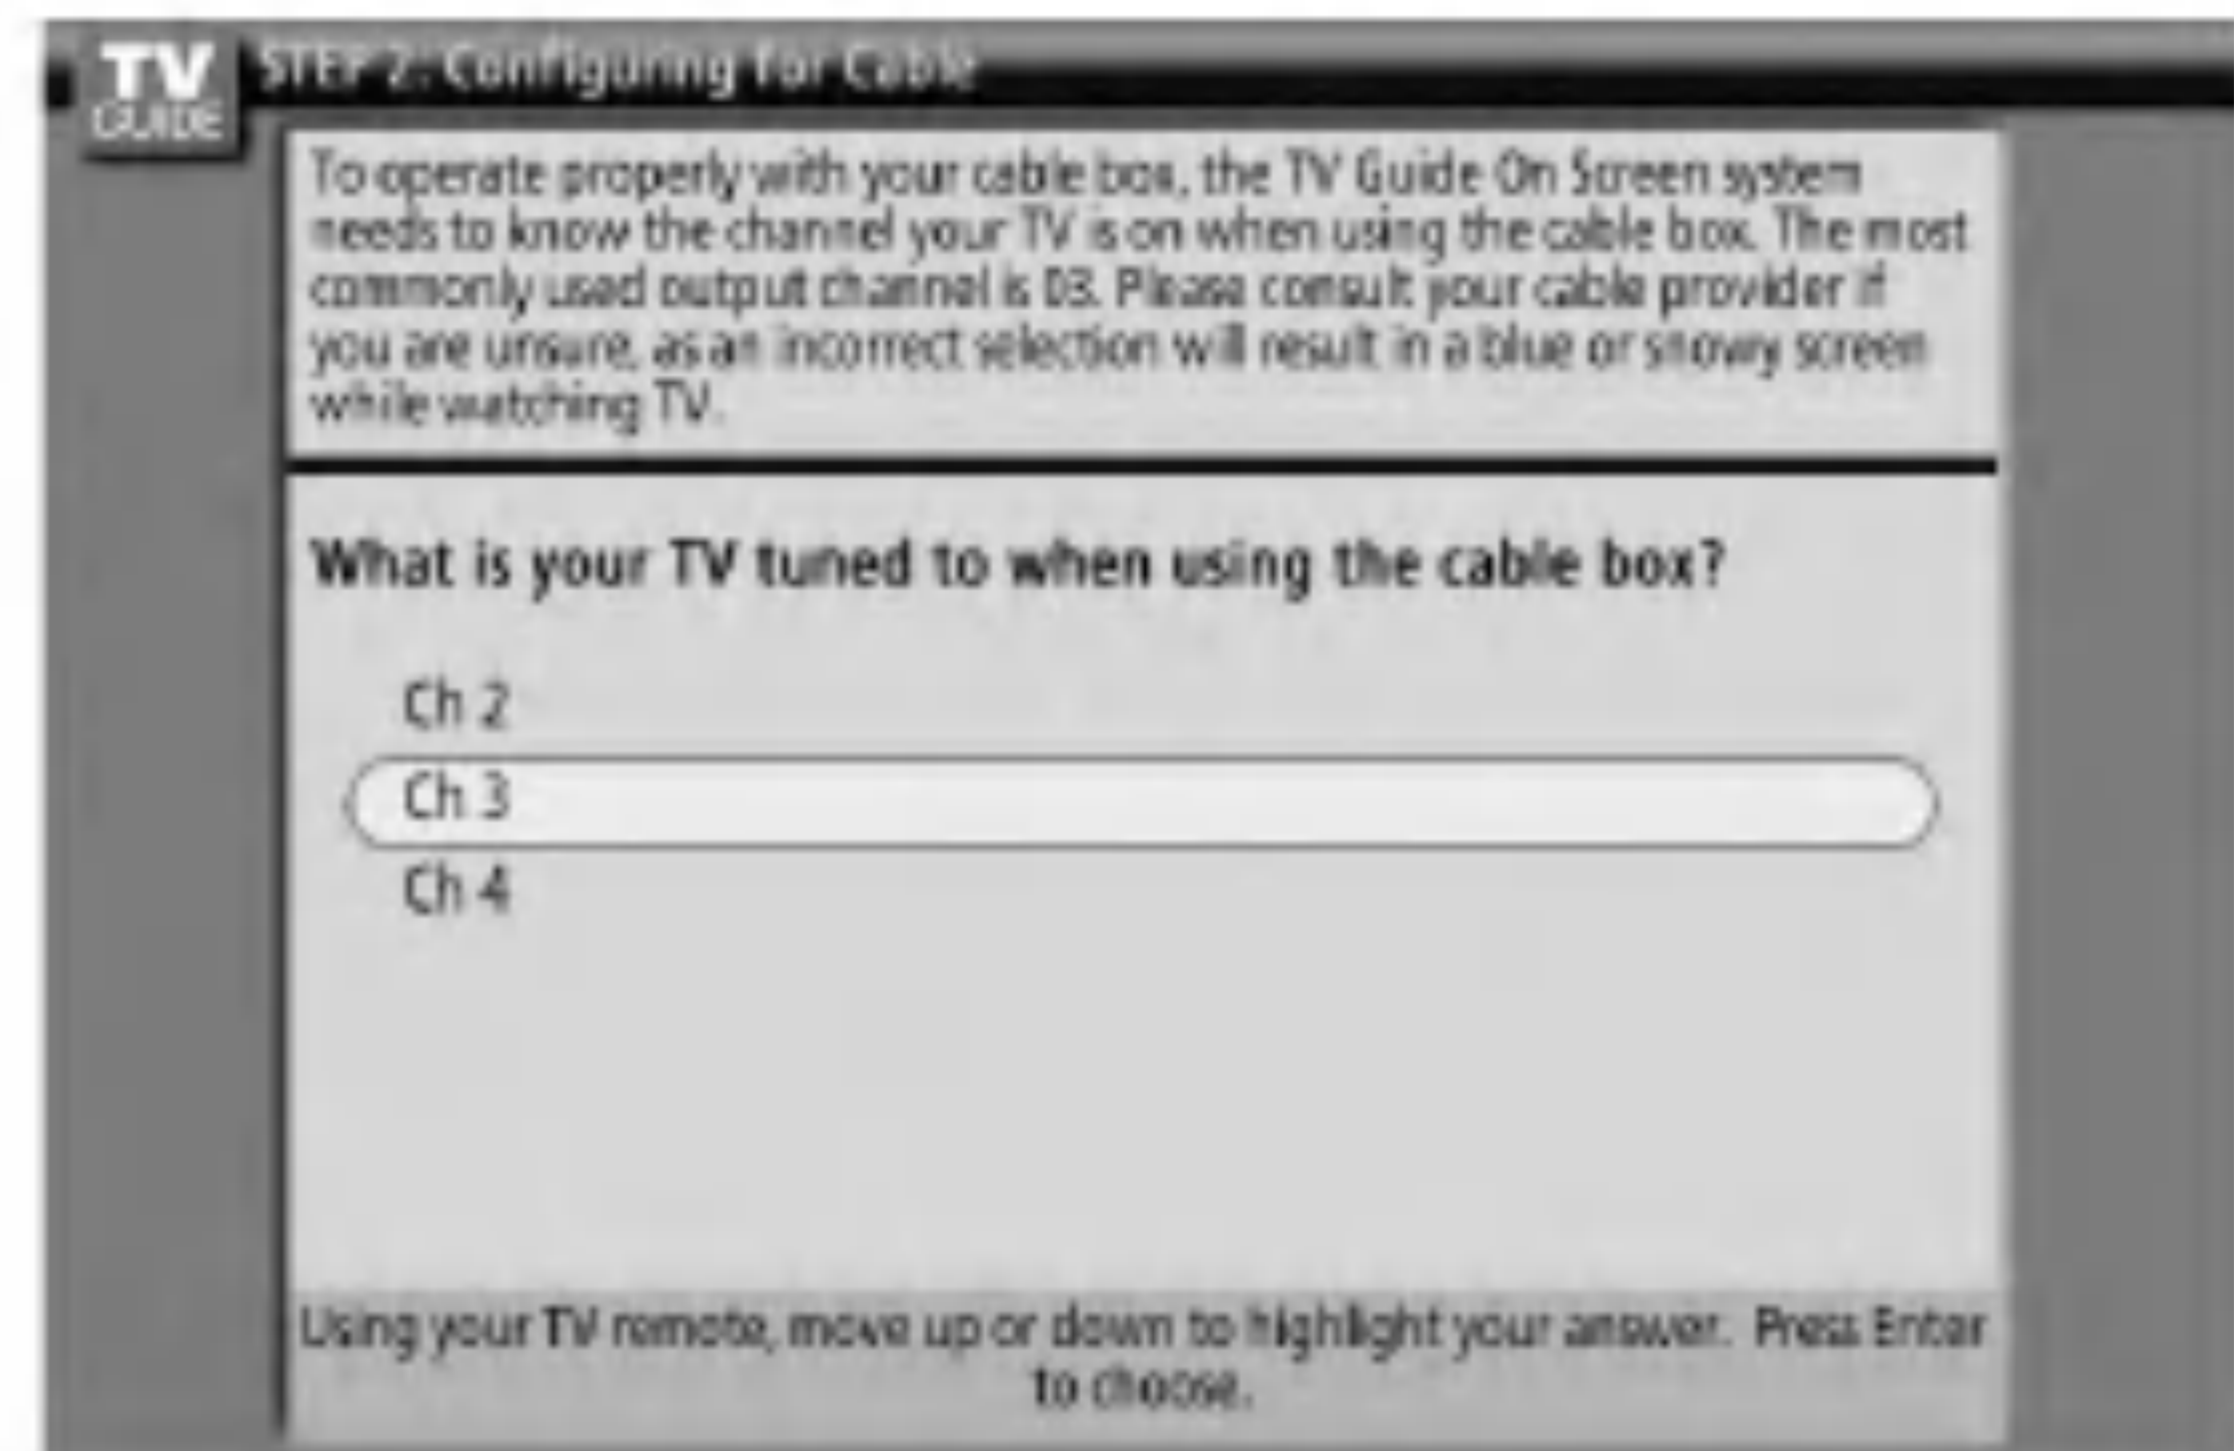 TV
GUIDE
STEP 2: Configuring For Cable
To operate properly with your cable box, the TV Guide On Screen system
needs to know the channel your TV is on when using the cable box. The most
commonly used output channel is 03. Please consult your cable provider if
you are unsure, as an incorrect selection will result in a blue or snowy screen
while watching TV.
What is your TV tuned to when using the cable box?
Ch 2
Ch 3
Ch 4
Using your TV remote, move up or down to highlight your answer. Press Enter
to choose.